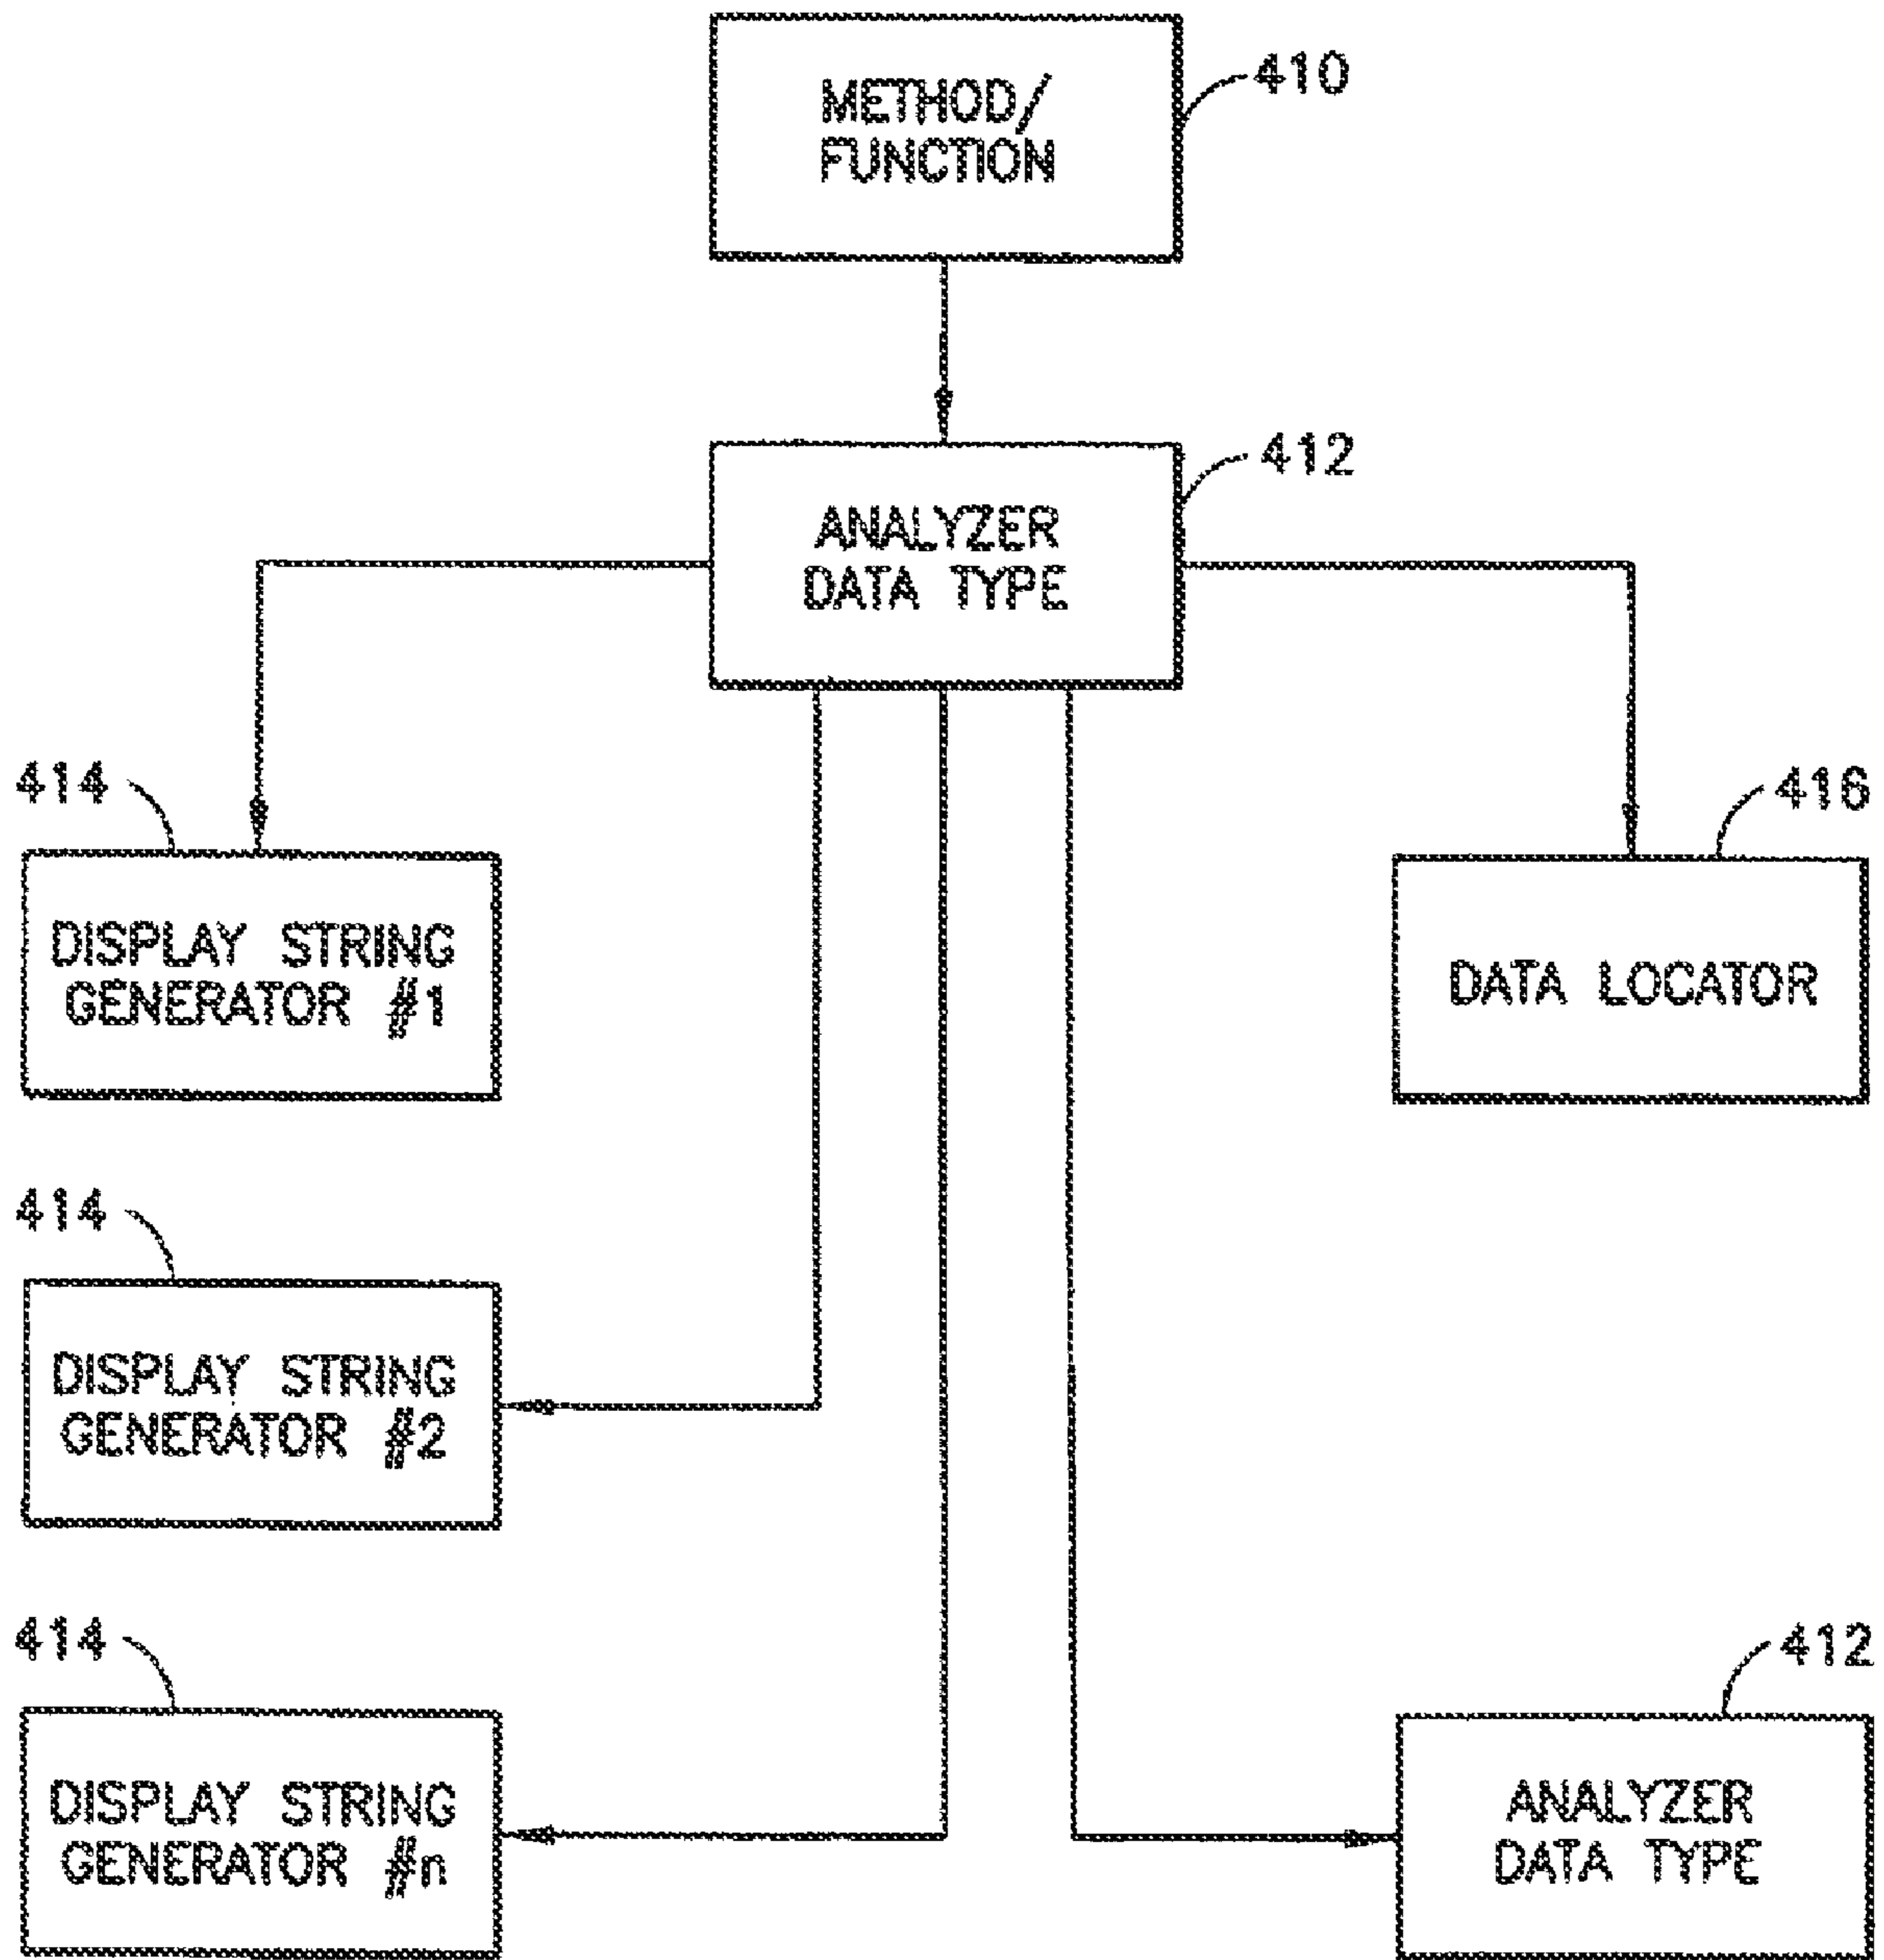 METHOD/
FUNCTION
410
412
ANALYZER
DATA TYPE
414
416
DISPLAY STRING
GENERATOR #1
DATA LOCATOR
414
DISPLAY STRING
GENERATOR #2
414
412
DISPLAY STRING
GENERATOR #n
ANALYZER
DATA TYPE